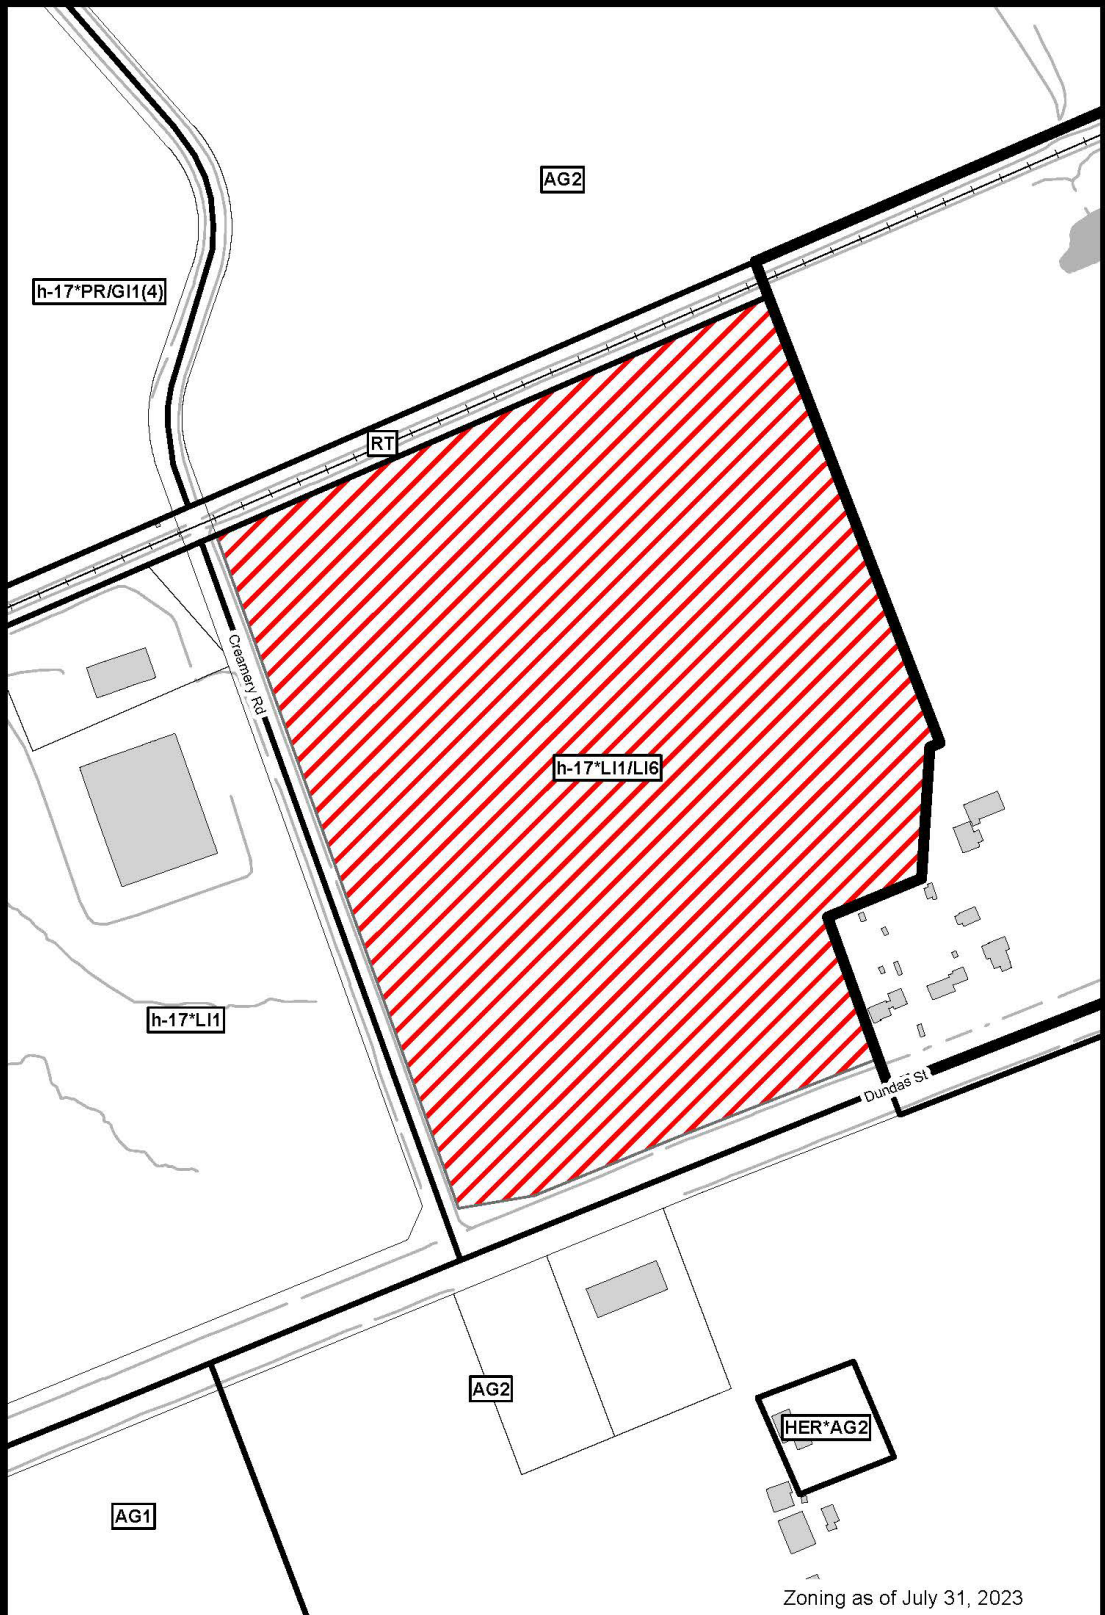 AG2
h-17*PR/GI1(4)
RT
Creamery Rd
h-17*LI1/LI6
h-17*LI1
Dundas St
AG2
HER*AG2
AG1
Zoning as of July 31, 2023